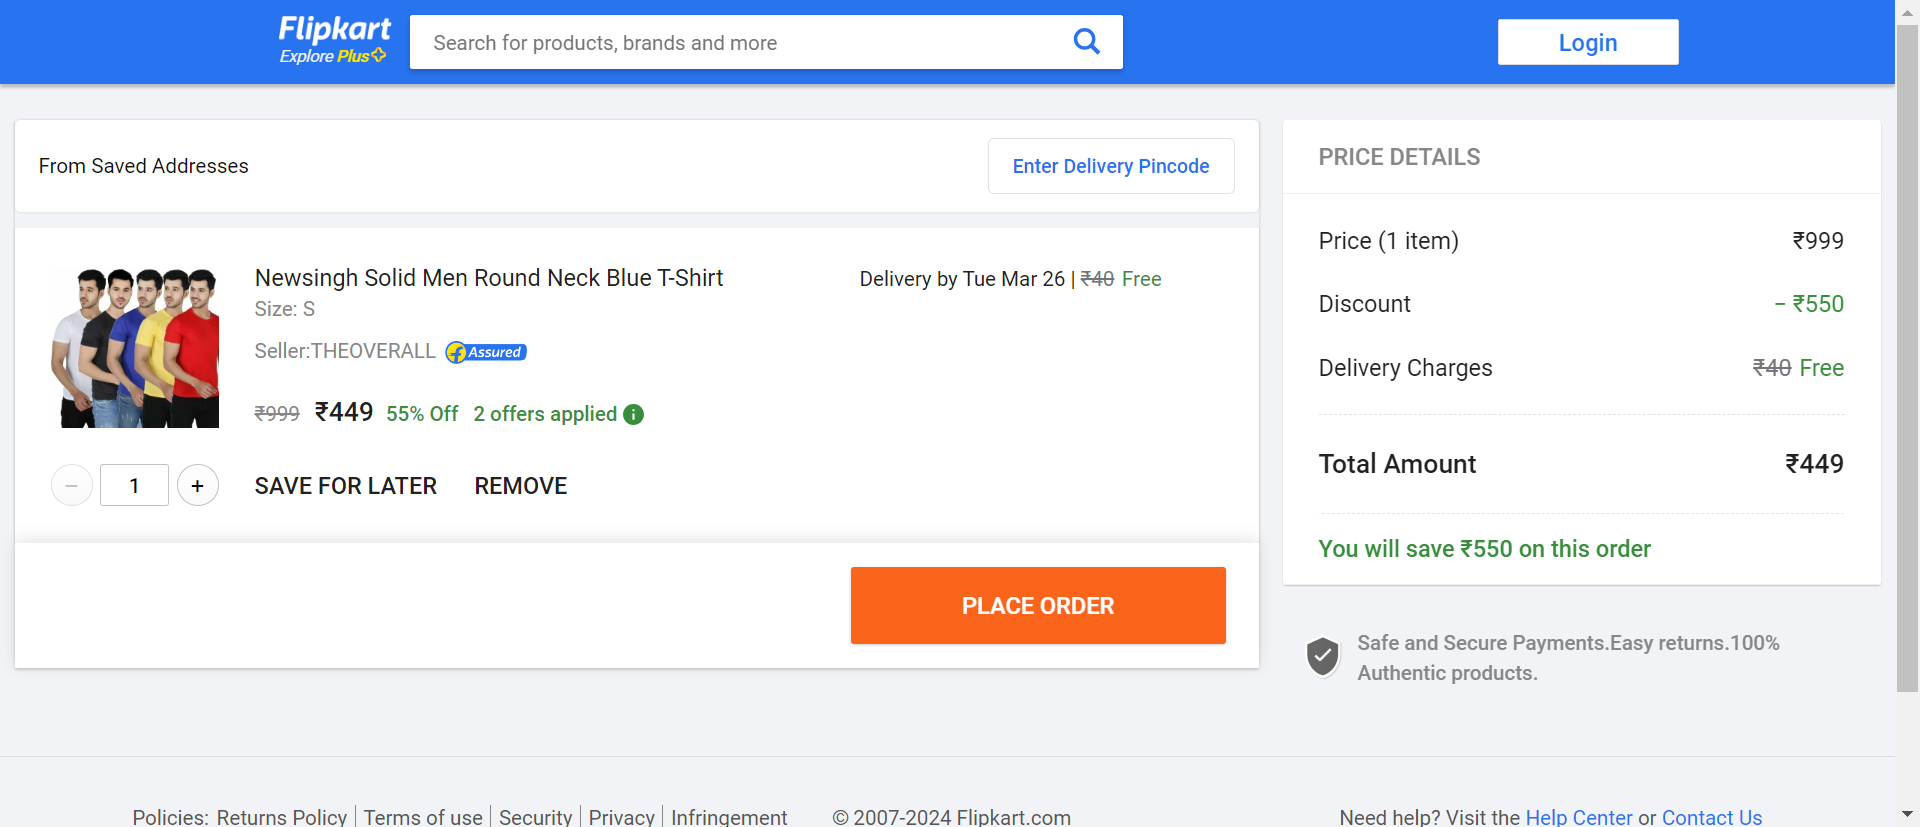 Flipkart
Explore Plus
Search for products, brands and more
Login
From Saved Addresses
Enter Delivery Pincode
Newsingh Solid Men Round Neck Blue T-Shirt
Size: S
Seller:THEOVERALL Assured
₹999 ₹449 55% Off 2 offers applied
Delivery by Tue Mar 26 | ₹40 Free
− 1 +
SAVE FOR LATER REMOVE
PLACE ORDER
PRICE DETAILS
Price (1 item) ₹999
Discount − ₹550
Delivery Charges ₹40 Free
Total Amount ₹449
You will save ₹550 on this order
Safe and Secure Payments.Easy returns.100%
Authentic products.
Policies: Returns Policy | Terms of use | Security | Privacy | Infringement © 2007-2024 Flipkart.com Need help? Visit the Help Center or Contact Us